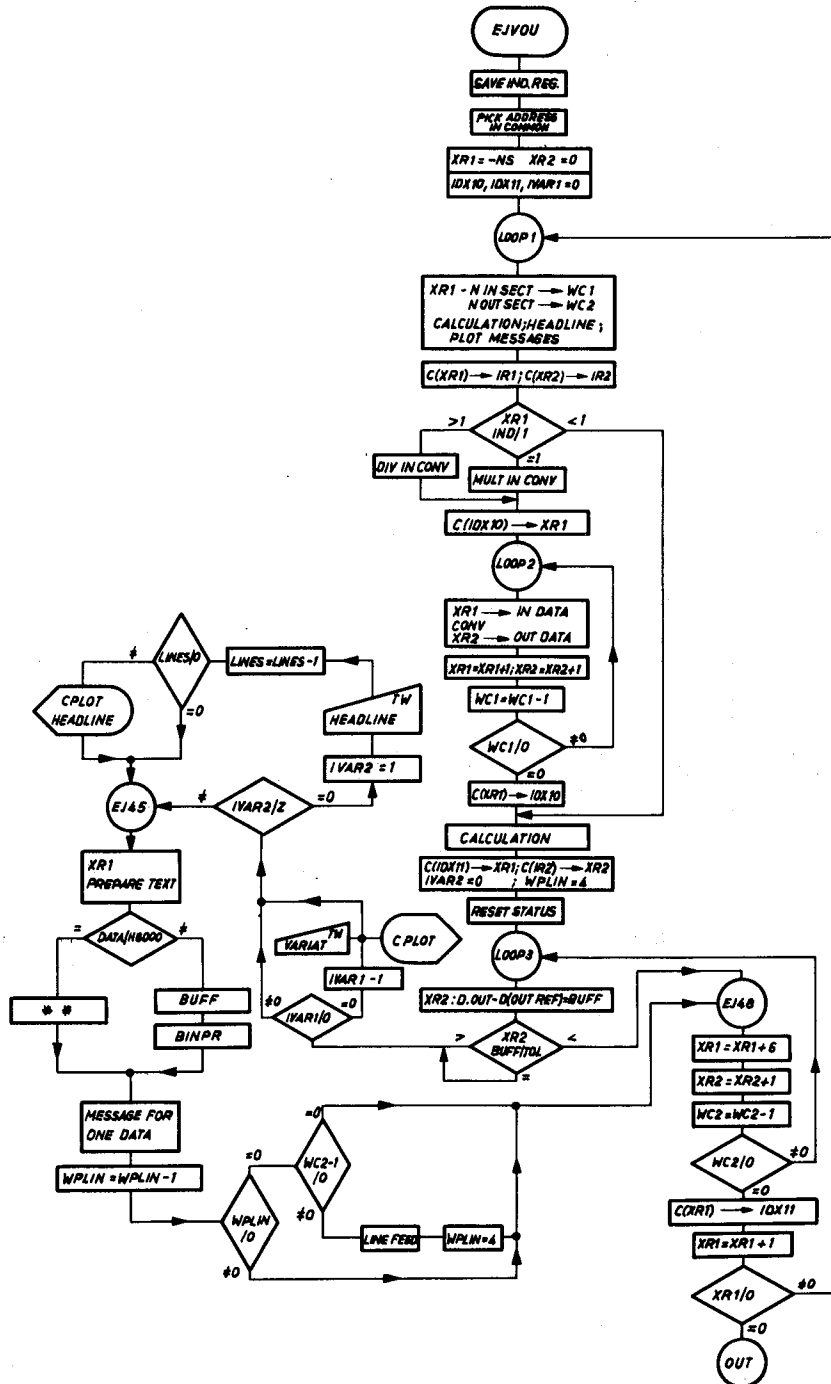 EJVOU
SAVE IND. REG.
PICK ADDRESS
IN COMMON
XR1 = -NS XR2 = 0
IDX10, IDX11, IVAR1 = 0
LOOP1
XR1 - N IN SECT → WC1
N OUT SECT → WC2
CALCULATION; HEADLINE;
PLOT MESSAGES
C(XR1) → IR1; C(XR2) → IR2
>1
XR1
IND/1
<1
=1
DIV IN CONV
MULT IN CONV
C(IDX10) → XR1
LOOP2
XR1 → IN DATA
CONV
XR2 → OUT DATA
XR1 = XR1+1; XR2 = XR2+1
WC1 = WC1-1
WC1/0
≠0
=0
C(XR1) → IDX10
CALCULATION
C(IDX11) → XR1; C(IR2) → XR2
IVAR2 = 0 ; WPLIN = 4
RESET STATUS
LOOP3
XR2 : D.OUT-D(OUT REF)=BUFF
>
XR2
BUFF/TOL
<
=
≠
LINES/0
=0
LINES = LINES-1
CPLOT
HEADLINE
TW
HEADLINE
IVAR2 = 1
EJ45
≠
IVAR2/Z
=0
XR1
PREPARE TEXT
=
DATA/H8000
≠
* *
BUFF
BINPR
VARIAT TW
C PLOT
IVAR1-1
≠0
IVAR1/0
=0
MESSAGE FOR
ONE DATA
WPLIN = WPLIN-1
=0
WPLIN
/0
≠0
=0
WC2-1
/0
≠0
LINE FEED
WPLIN=4
EJ48
XR1 = XR1+6
XR2 = XR2+1
WC2 = WC2-1
WC2/0
≠0
=0
C(XR1) → IDX11
XR1 = XR1+1
XR1/0
≠0
=0
OUT